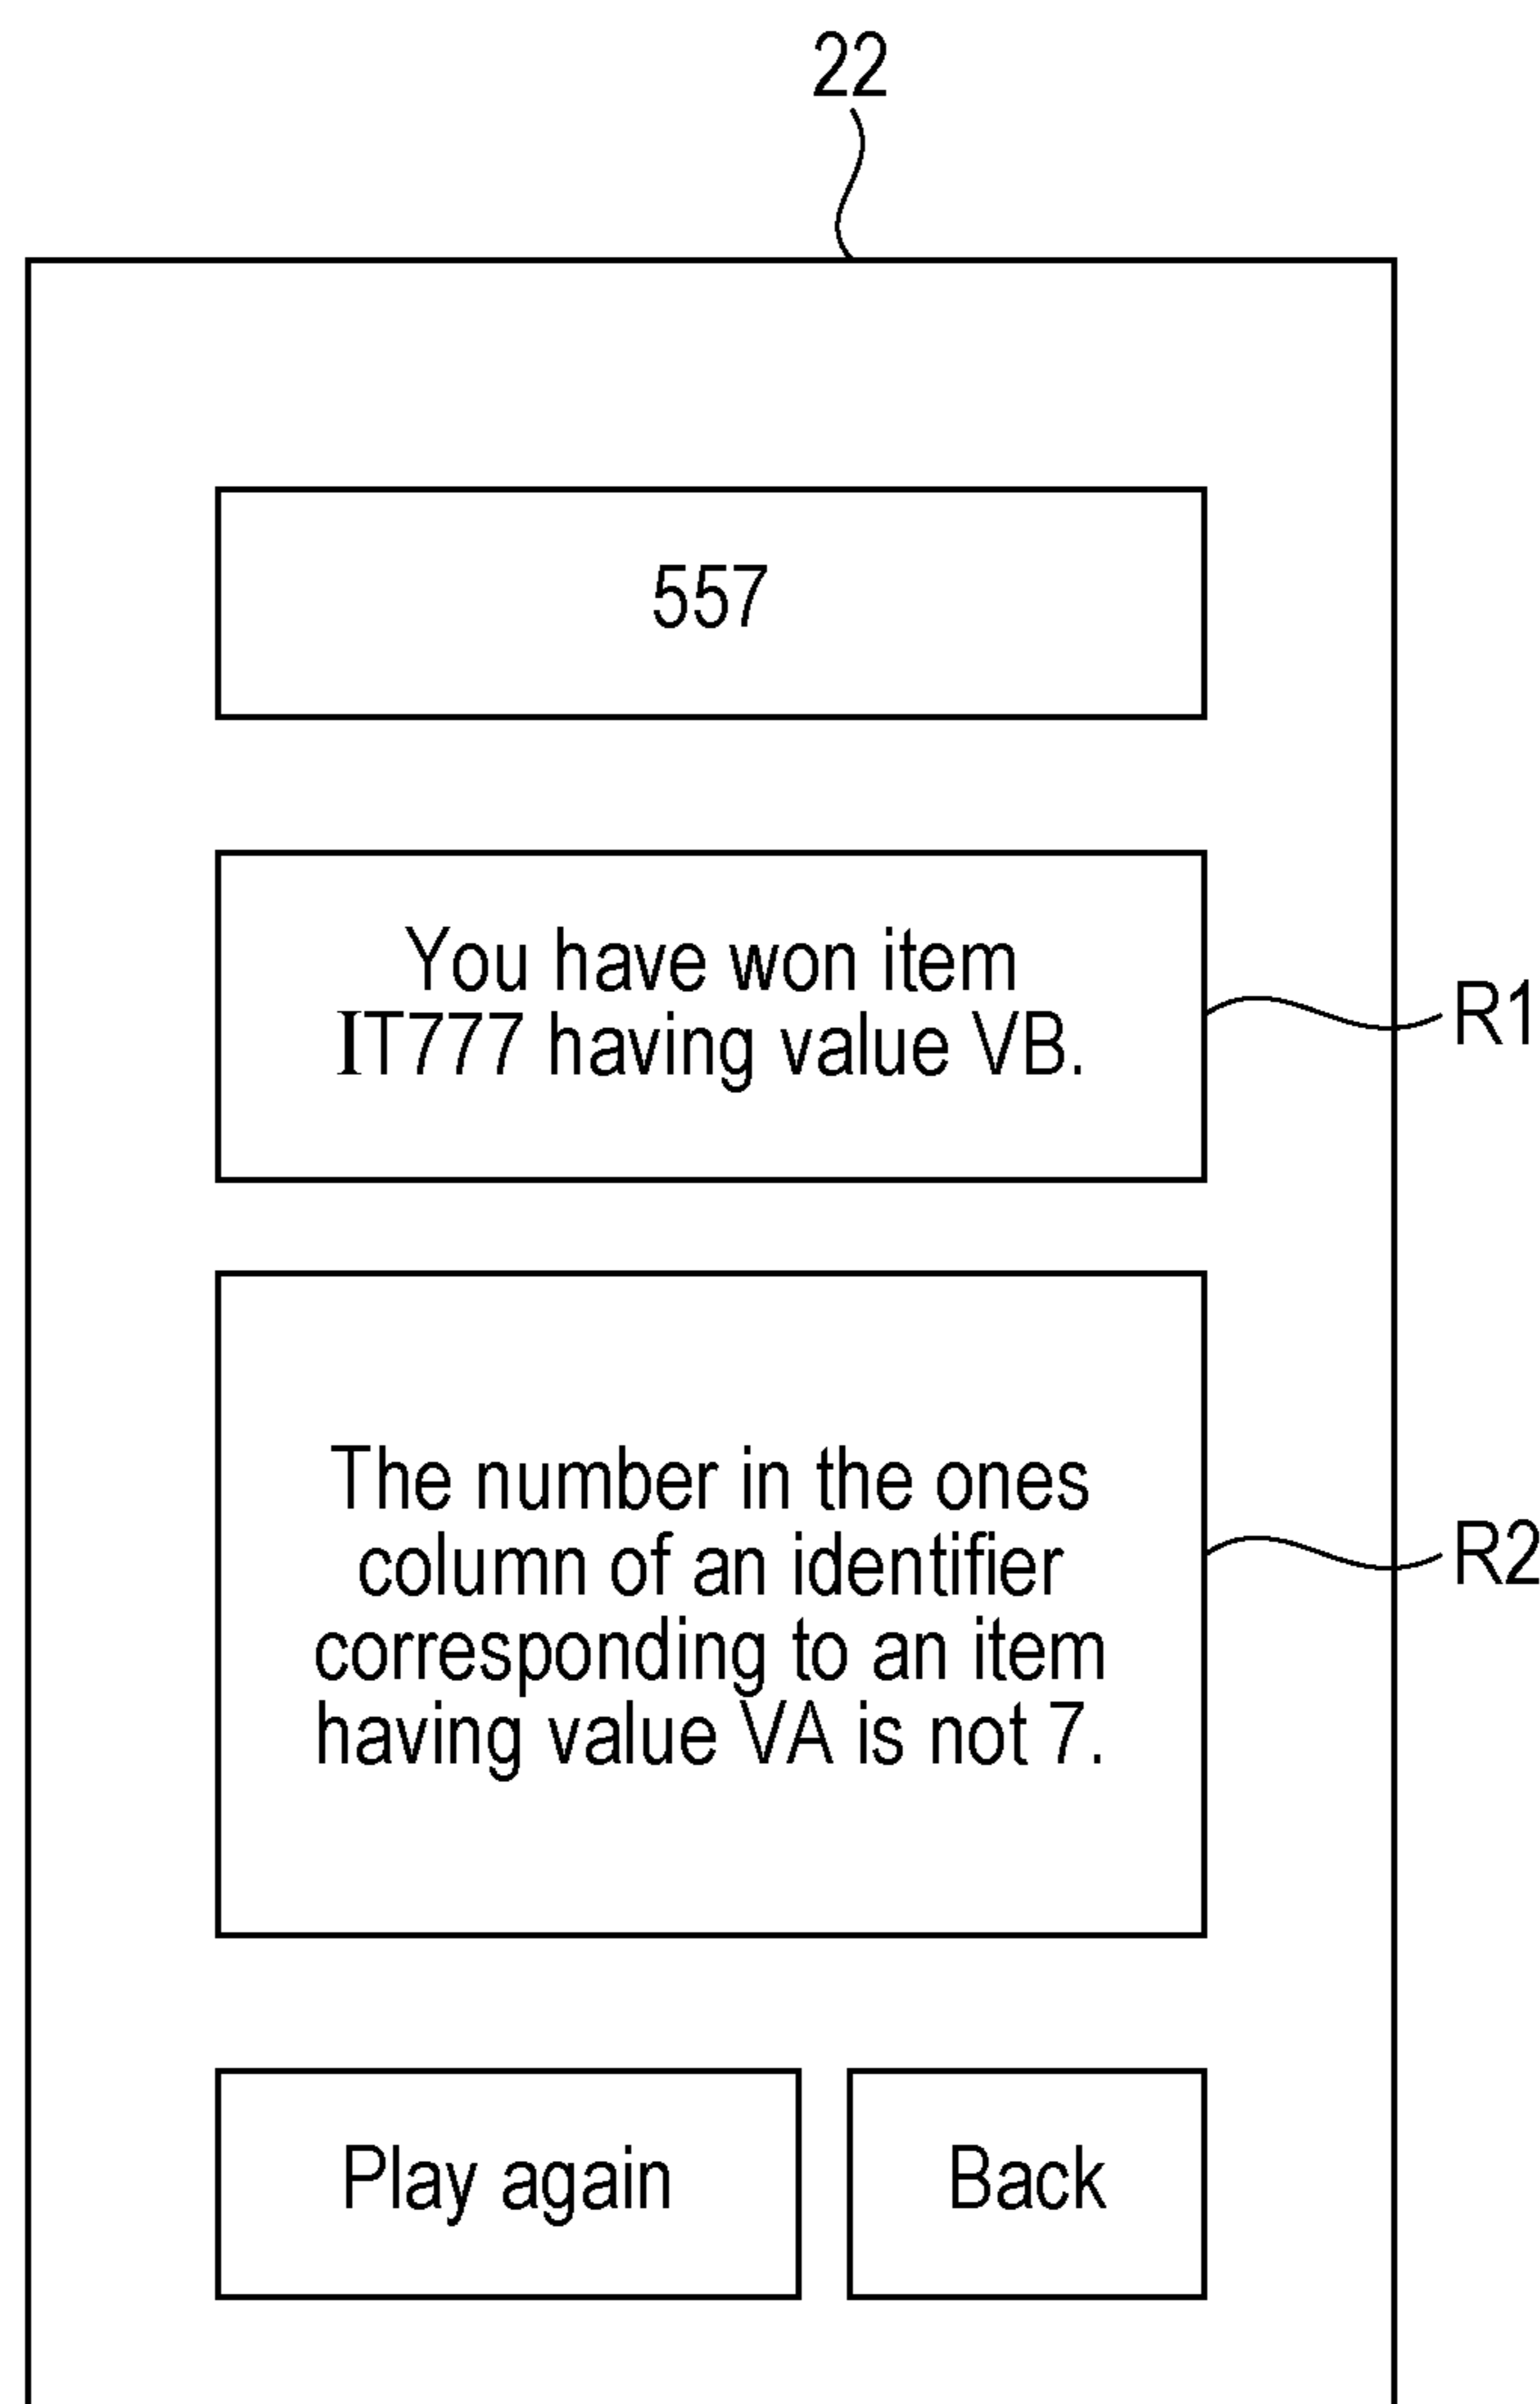 22
557
You have won item
IT777 having value VB.
R1
The number in the ones
column of an identifier
corresponding to an item
having value VA is not 7.
R2
Play again
Back